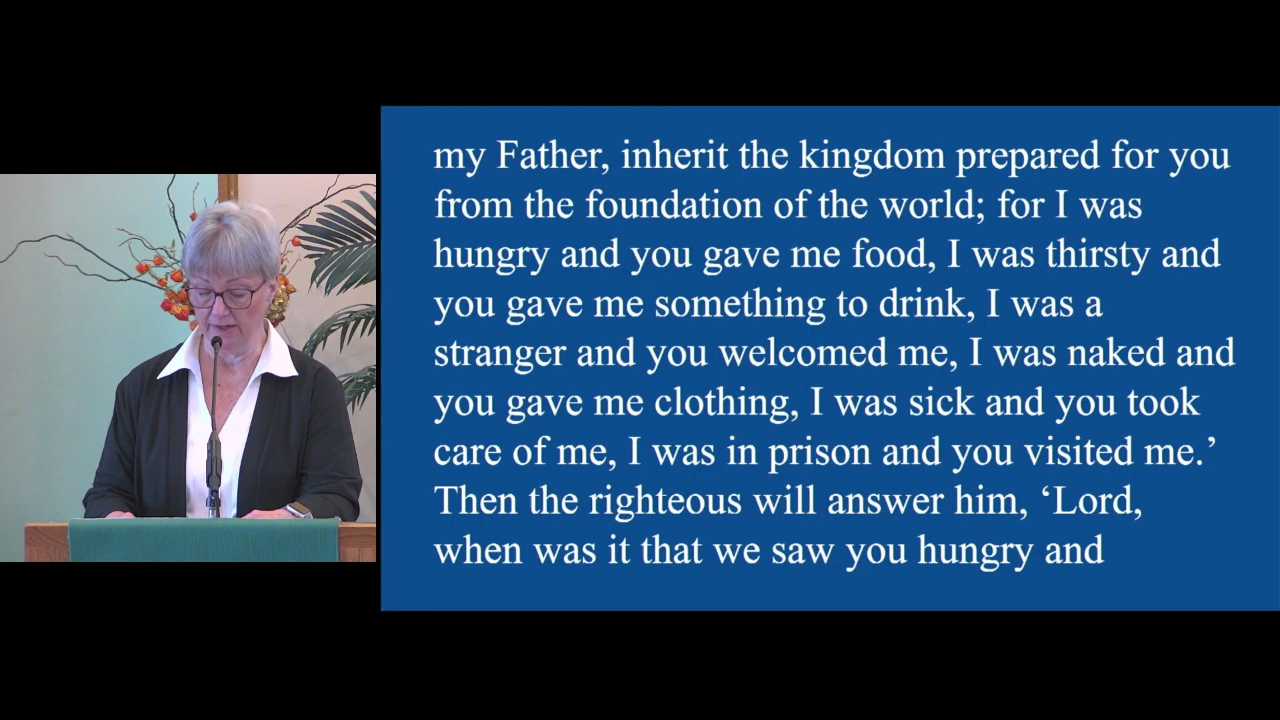 my Father, inherit the kingdom prepared for you
from the foundation of the world; for I was
hungry and you gave me food, I was thirsty and
you gave me something to drink, I was a
stranger and you welcomed me, I was naked and
you gave me clothing, I was sick and you took
care of me, I was in prison and you visited me.’
Then the righteous will answer him, ‘Lord,
when was it that we saw you hungry and